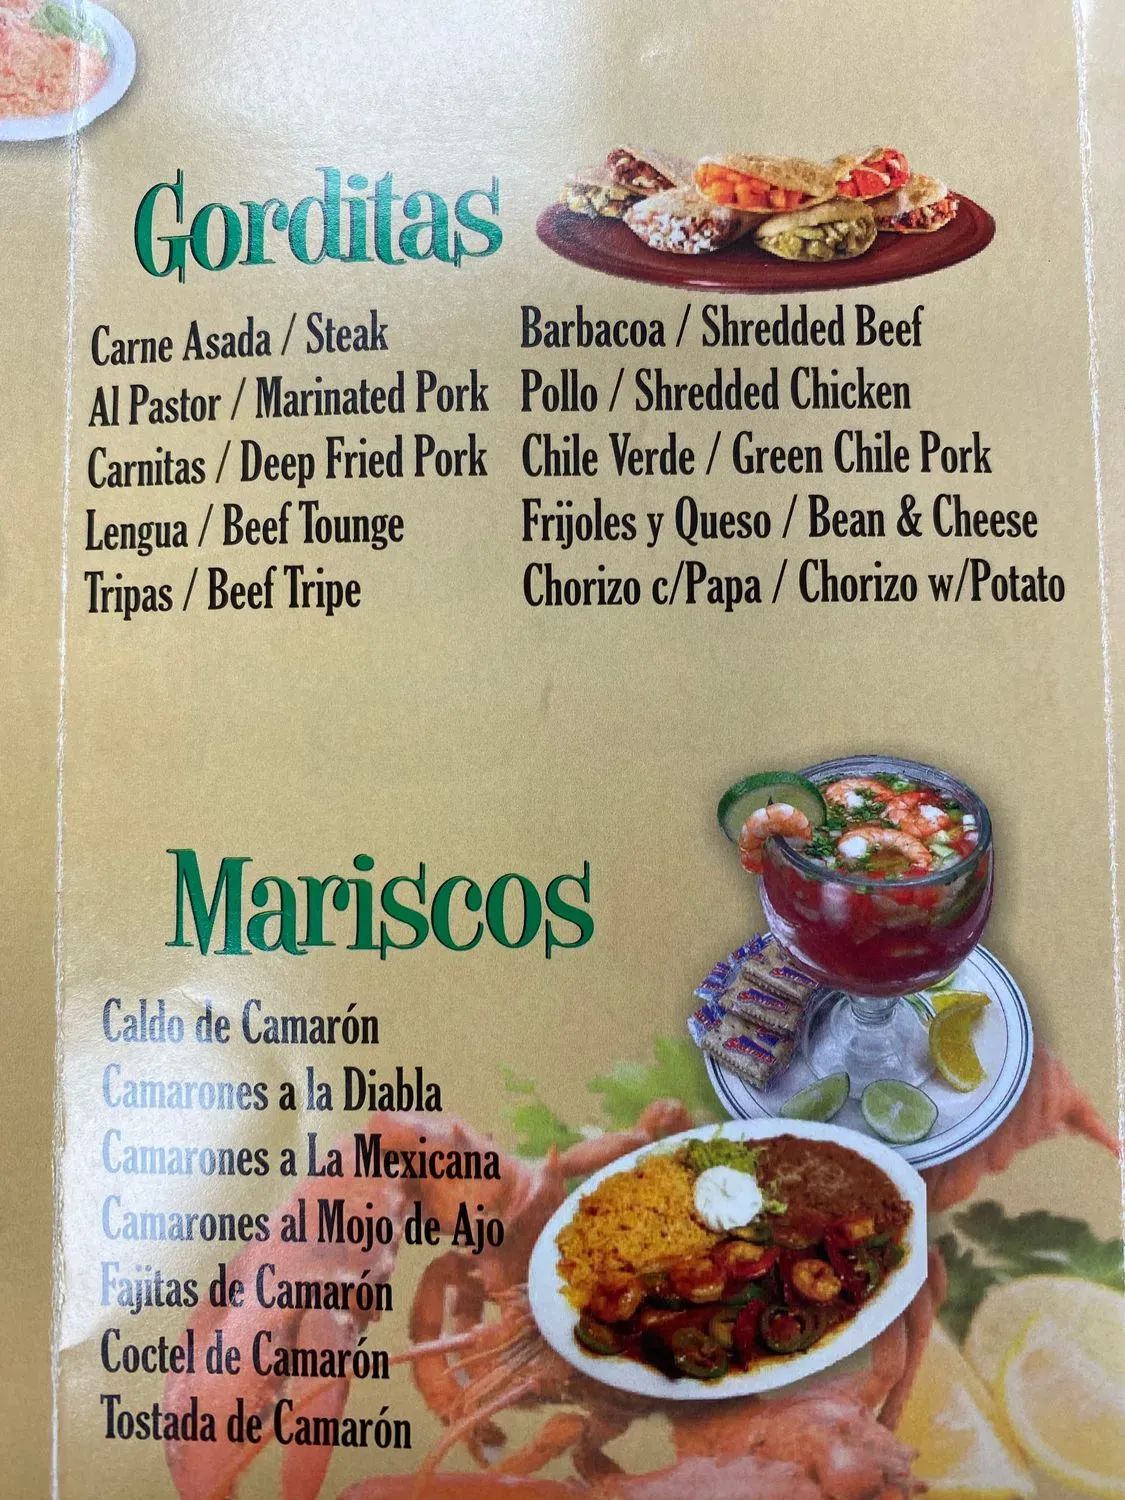 Gorditas
Carne Asada / Steak
Al Pastor / Marinated Pork
Carnitas / Deep Fried Pork
Lengua / Beef Tounge
Tripas / Beef Tripe
Barbacoa / Shredded Beef
Pollo / Shredded Chicken
Chile Verde / Green Chile Pork
Frijoles y Queso / Bean & Cheese
Chorizo c/Papa / Chorizo w/Potato
Mariscos
Caldo de Camarón
Camarones a la Diabla
Camarones a La Mexicana
Camarones al Mojo de Ajo
Fajitas de Camarón
Coctel de Camarón
Tostada de Camarón